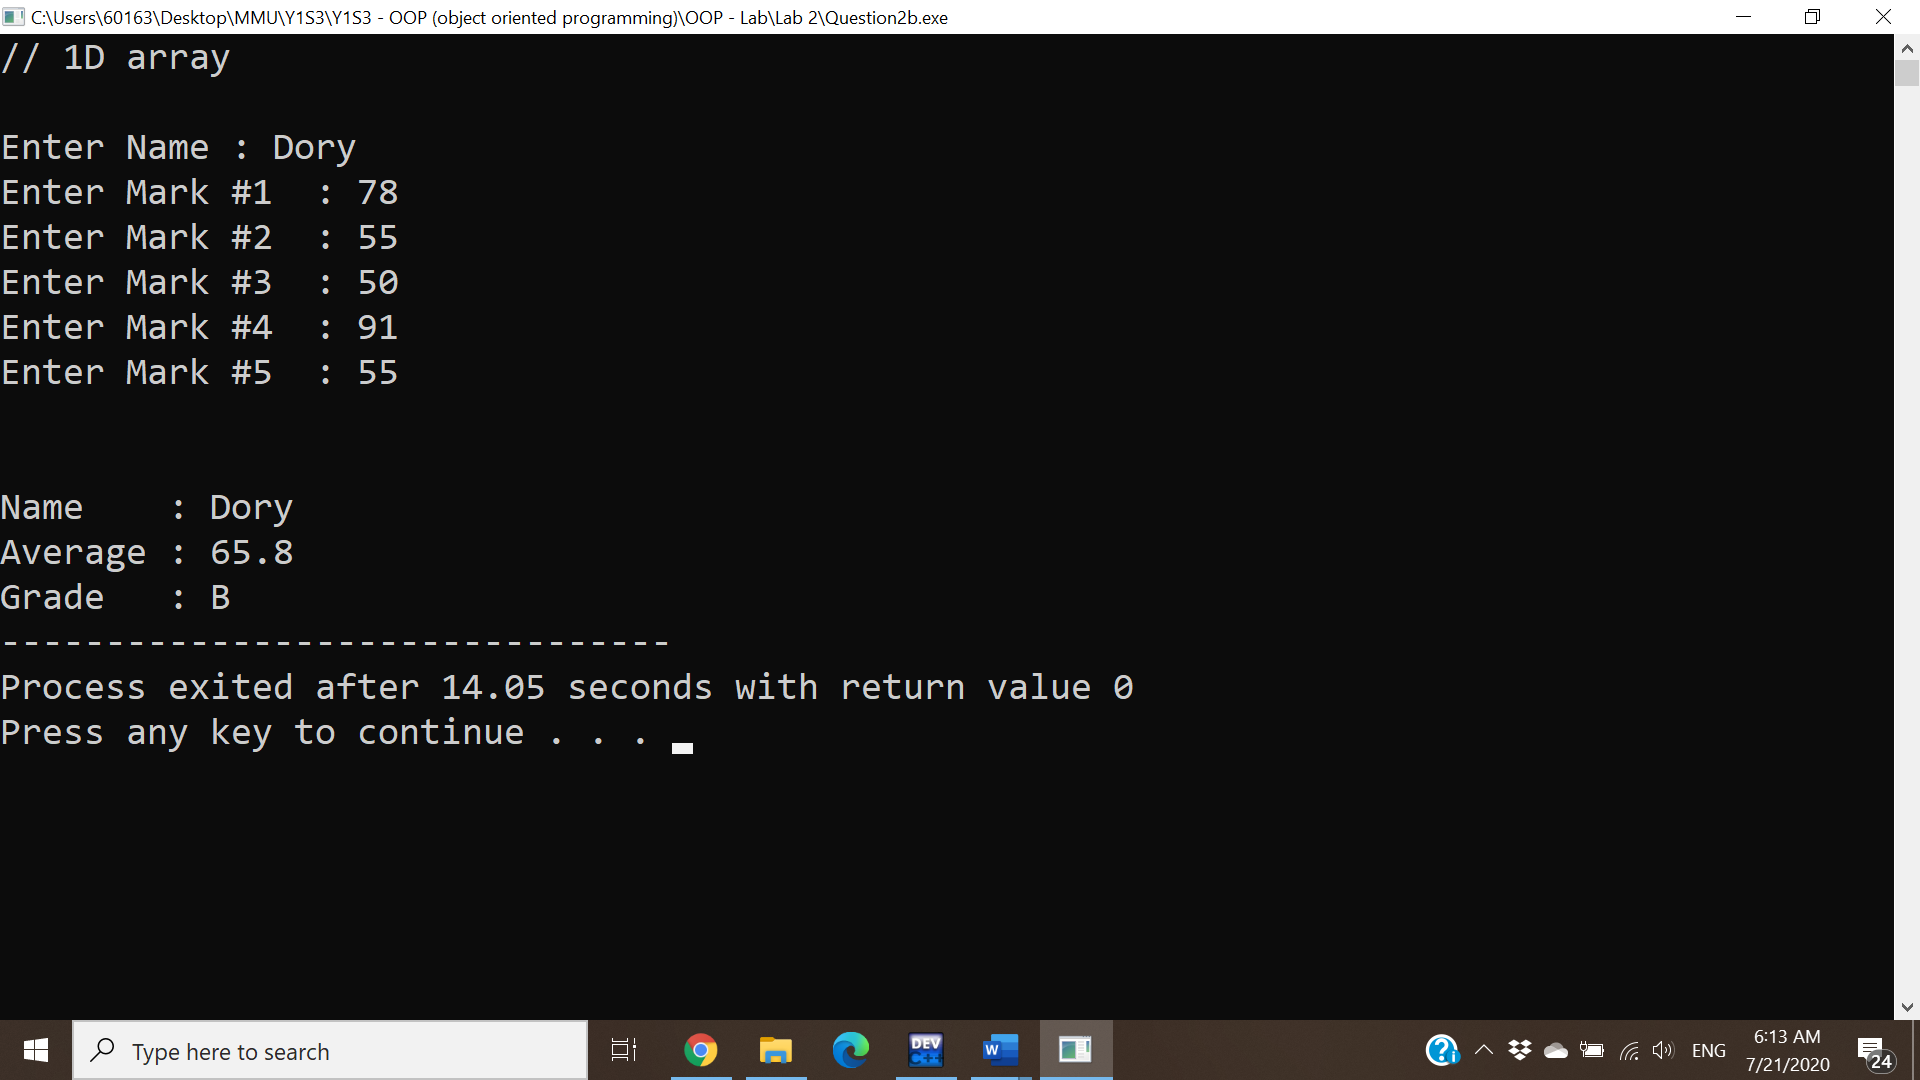 C:\Users\60163\Desktop\MMU\Y1S3\Y1S3 - OOP (object oriented programming)\OOP - Lab\Lab 2\Question2b.exe
// 1D array
Enter Name : Dory
Enter Mark #1  : 78
Enter Mark #2  : 55
Enter Mark #3  : 50
Enter Mark #4  : 91
Enter Mark #5  : 55
Name    : Dory
Average : 65.8
Grade   : B
--------------------------------
Process exited after 14.05 seconds with return value 0
Press any key to continue . . .
Type here to search
DEV
C++
W
ENG
6:13 AM
7/21/2020
24